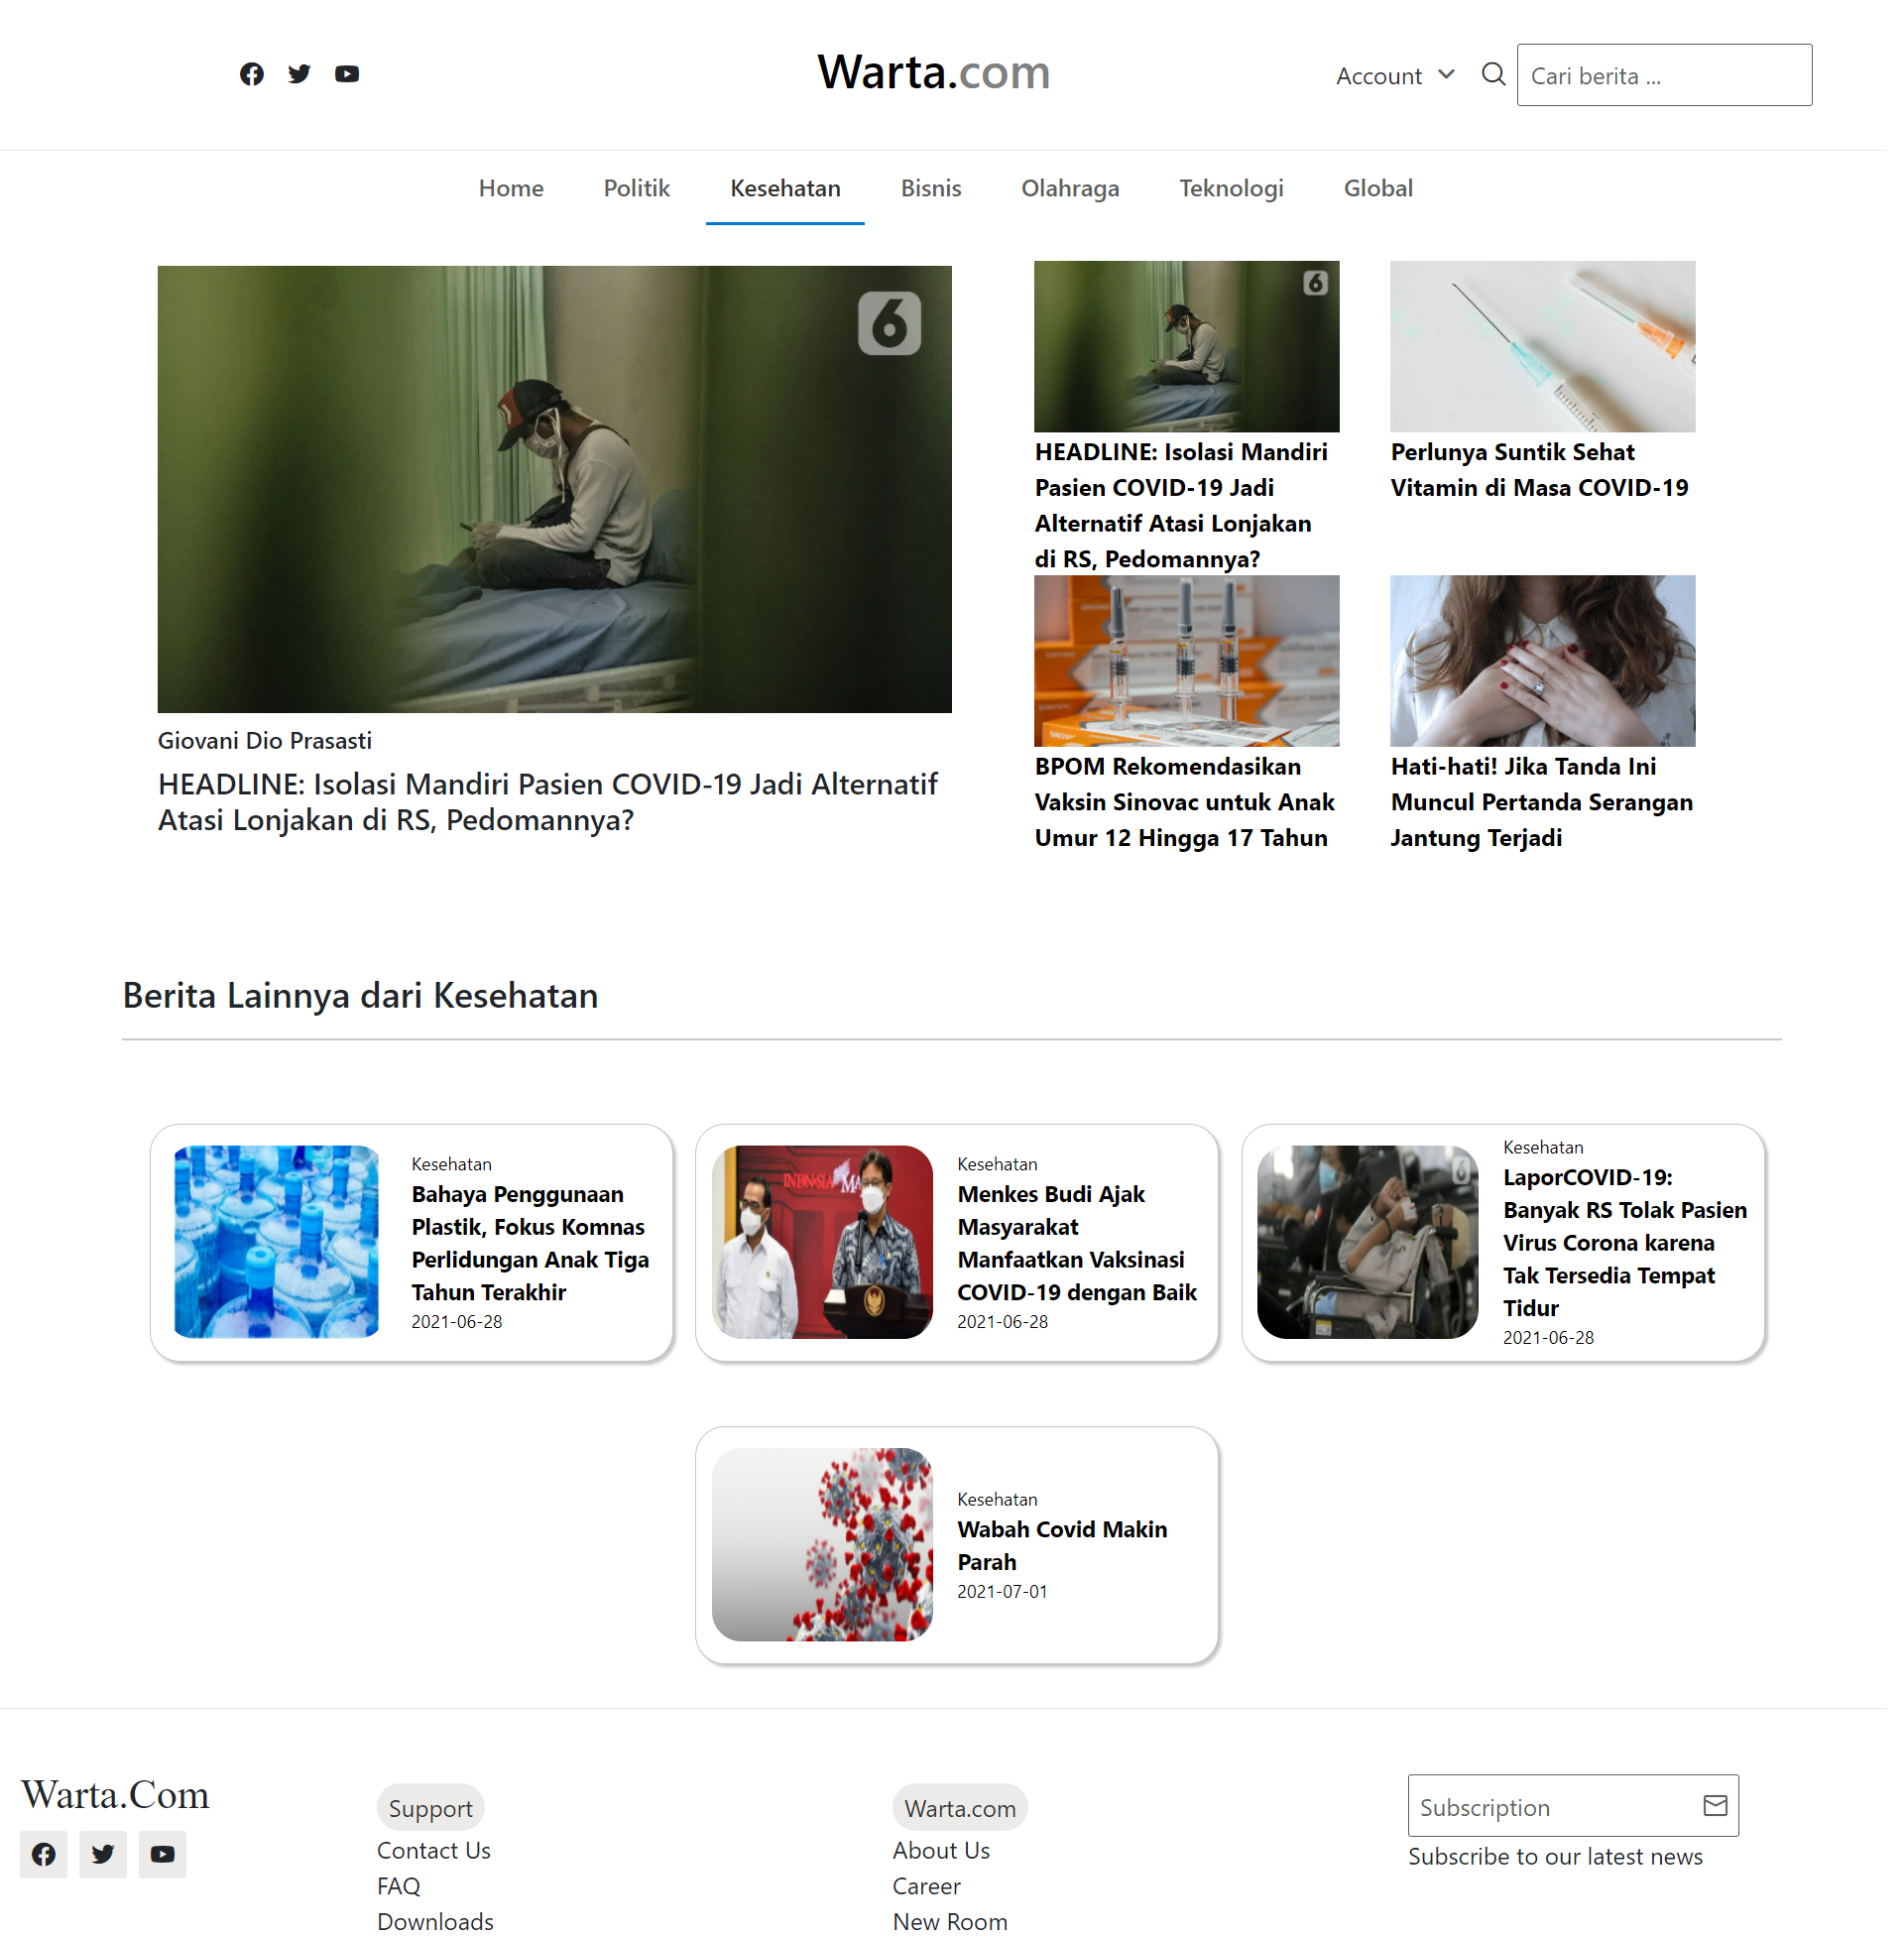 Warta.com
Account
Cari berita ...
Home
Politik
Kesehatan
Bisnis
Olahraga
Teknologi
Global
6
Giovani Dio Prasasti
HEADLINE: Isolasi Mandiri Pasien COVID-19 Jadi Alternatif
Atasi Lonjakan di RS, Pedomannya?
6
HEADLINE: Isolasi Mandiri
Pasien COVID-19 Jadi
Alternatif Atasi Lonjakan
di RS, Pedomannya?
Perlunya Suntik Sehat
Vitamin di Masa COVID-19
SINOVAC
BPOM Rekomendasikan
Vaksin Sinovac untuk Anak
Umur 12 Hingga 17 Tahun
Hati-hati! Jika Tanda Ini
Muncul Pertanda Serangan
Jantung Terjadi
Berita Lainnya dari Kesehatan
Kesehatan
Bahaya Penggunaan
Plastik, Fokus Komnas
Perlidungan Anak Tiga
Tahun Terakhir
2021-06-28
INDONESIA
MA
Kesehatan
Menkes Budi Ajak
Masyarakat
Manfaatkan Vaksinasi
COVID-19 dengan Baik
2021-06-28
6
Kesehatan
LaporCOVID-19:
Banyak RS Tolak Pasien
Virus Corona karena
Tak Tersedia Tempat
Tidur
2021-06-28
Kesehatan
Wabah Covid Makin
Parah
2021-07-01
Warta.Com
Support
Contact Us
FAQ
Downloads
Warta.com
About Us
Career
New Room
Subscription
Subscribe to our latest news